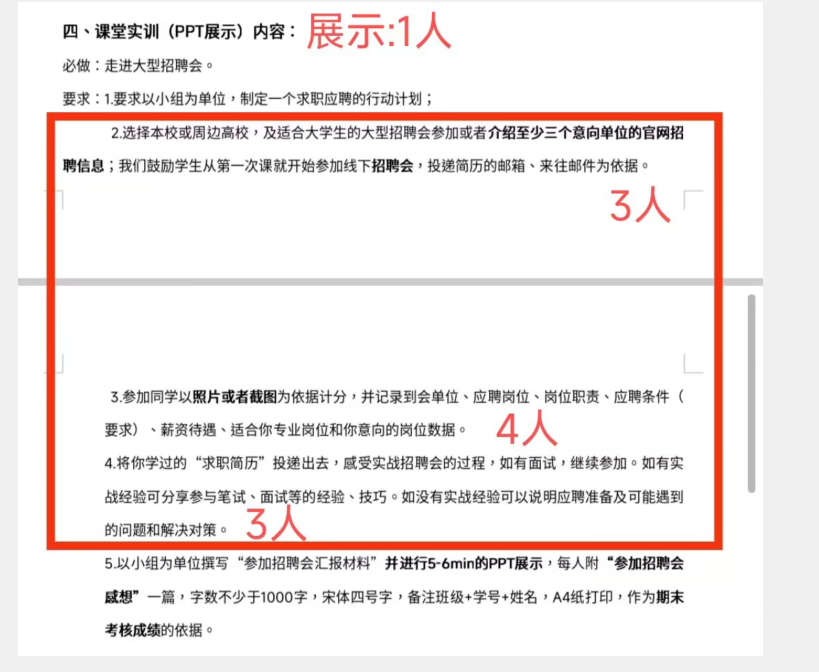 四、课堂实训（PPT展示）内容： 展示:1人
必做：走进大型招聘会。
要求：1.要求以小组为单位，制定一个求职应聘的行动计划；
2.选择本校或周边高校，及适合大学生的大型招聘会参加或者介绍至少三个意向单位的官网招
聘信息；我们鼓励学生从第一次课就开始参加线下招聘会，投递简历的邮箱、来往邮件为依据。
3人
3.参加同学以照片或者截图为依据计分，并记录到会单位、应聘岗位、岗位职责、应聘条件（
要求）、薪资待遇、适合你专业岗位和你意向的岗位数据。 4人
4.将你学过的“求职简历”投递出去，感受实战招聘会的过程，如有面试，继续参加。如有实
战经验可分享参与笔试、面试等的经验、技巧。如没有实战经验可以说明应聘准备及可能遇到
的问题和解决对策。 3人
5.以小组为单位撰写“参加招聘会汇报材料”并进行5-6min的PPT展示，每人附“参加招聘会
感想”一篇，字数不少于1000字，宋体四号字，备注班级+学号+姓名，A4纸打印，作为期末
考核成绩的依据。